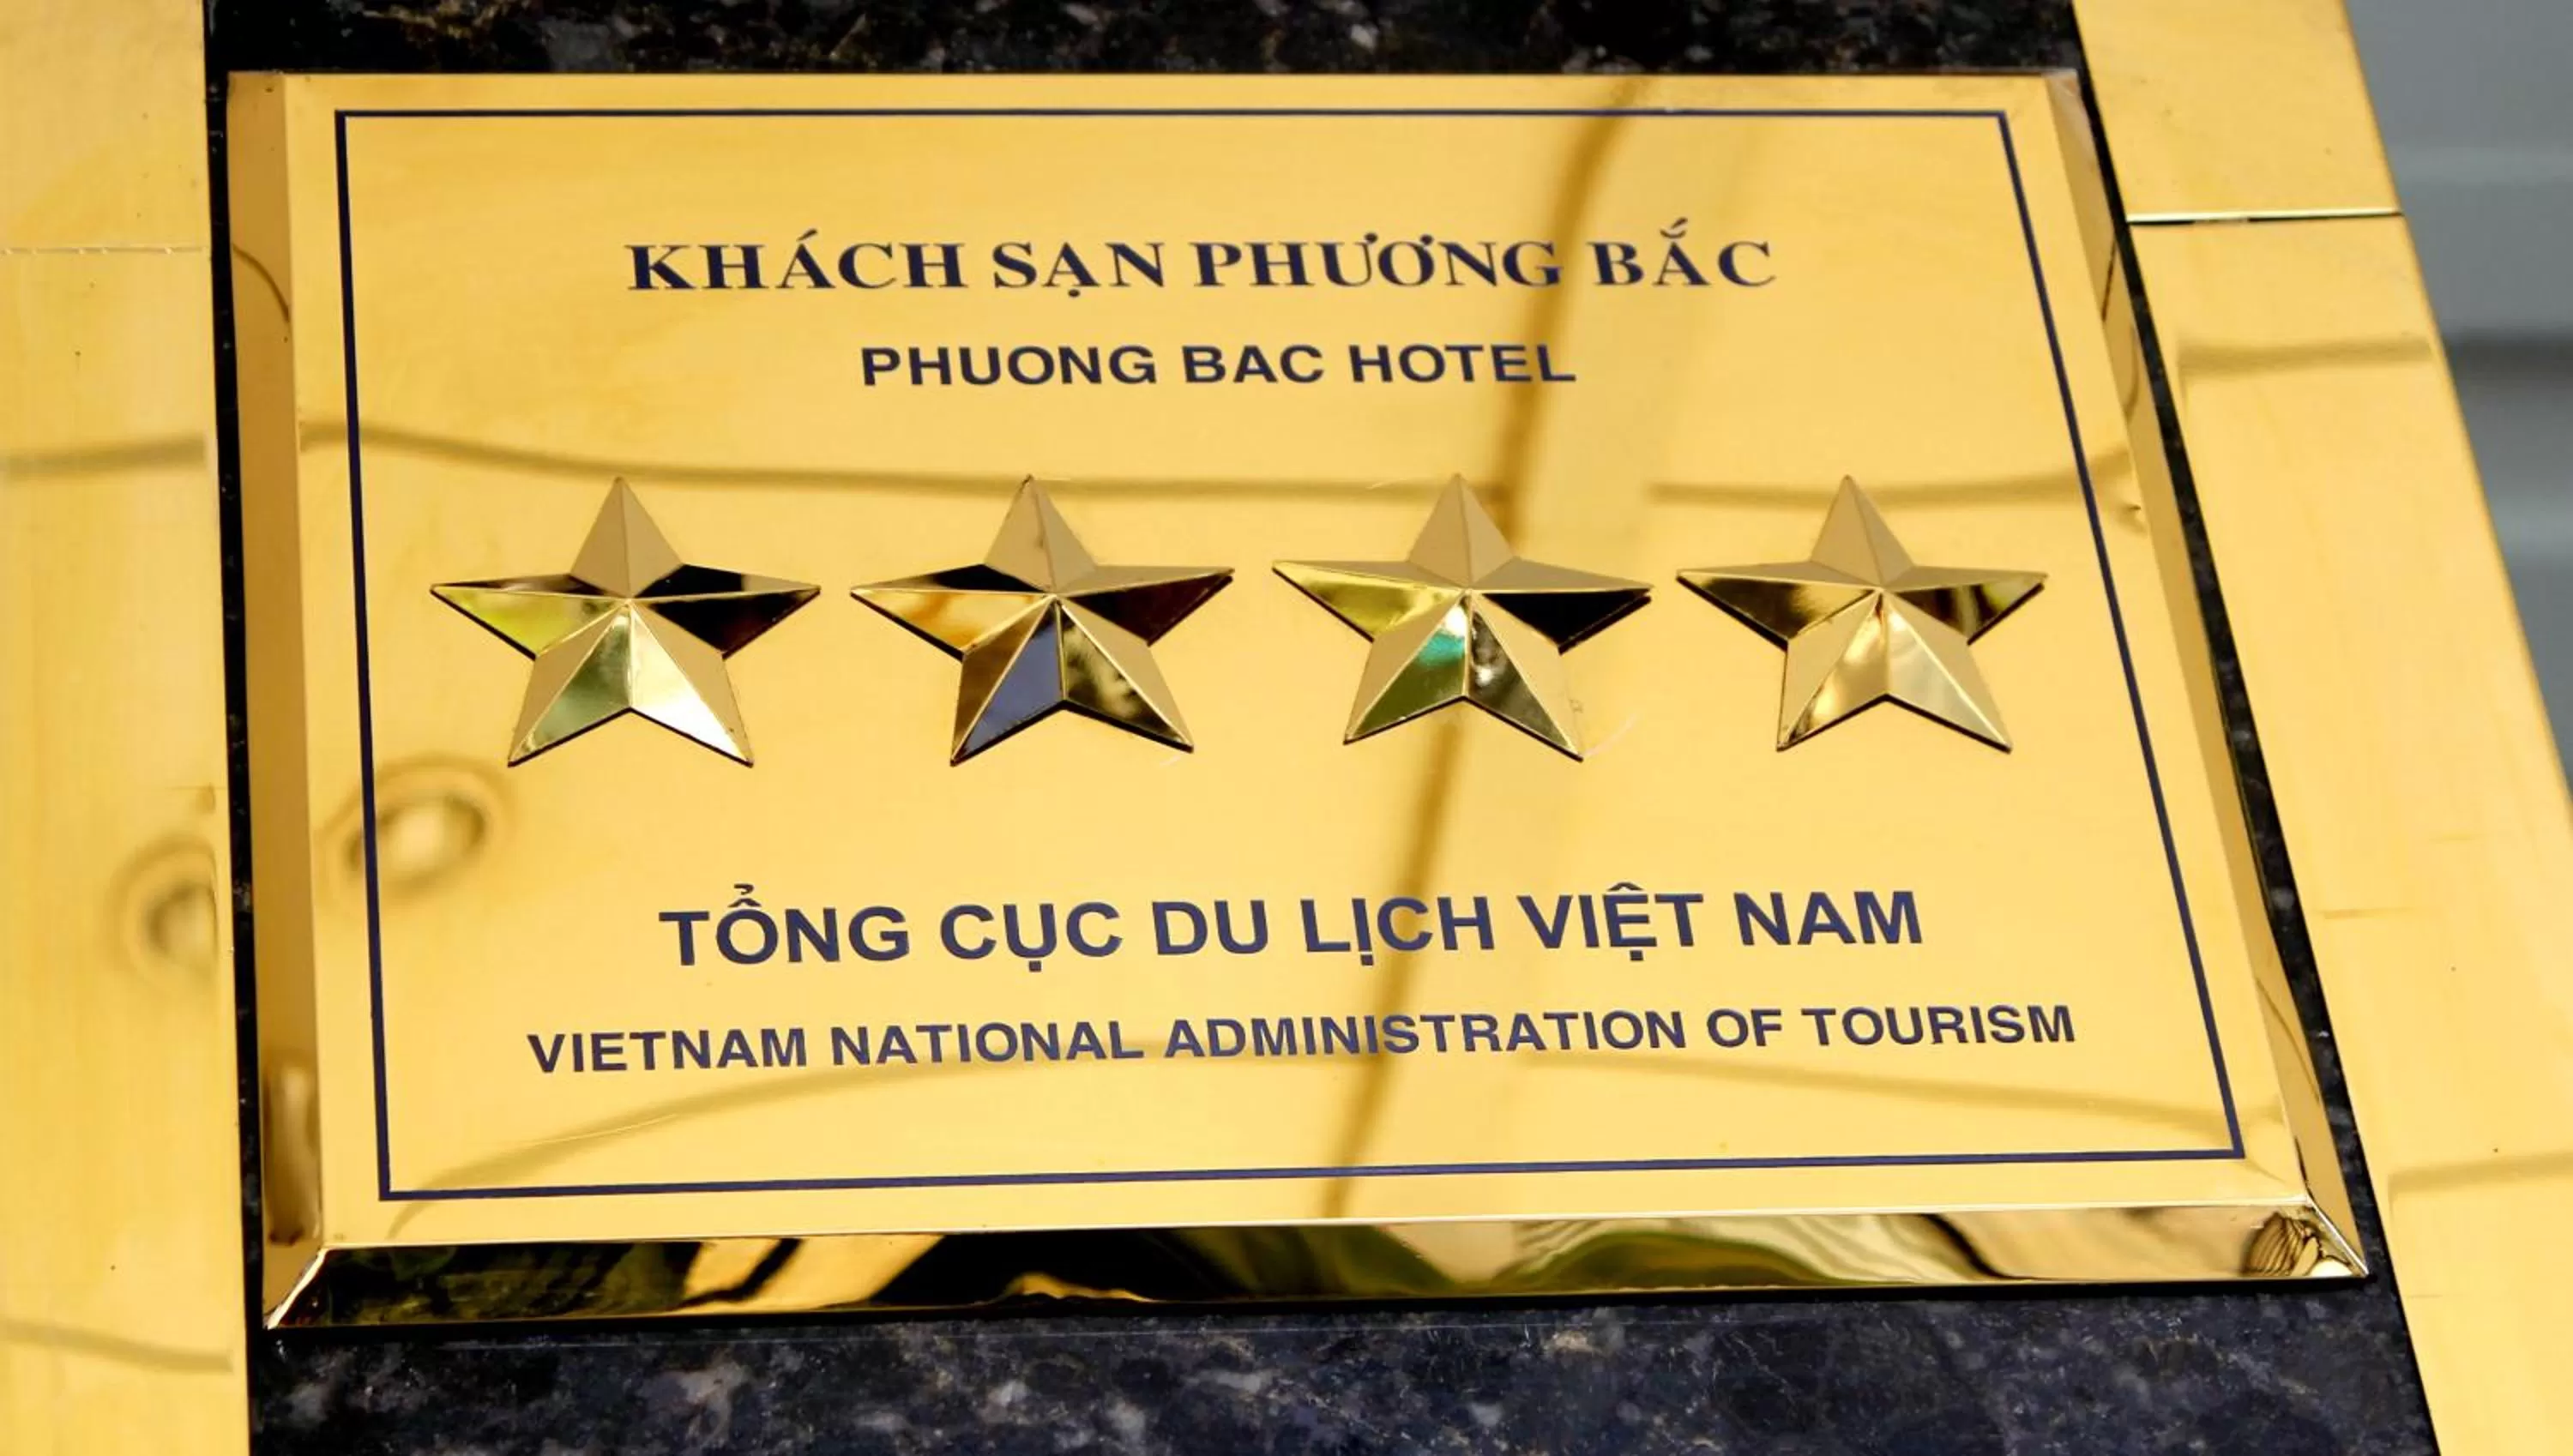 KHÁCH SẠN PHƯƠNG BẮC
PHUONG BAC HOTEL
TỔNG CỤC DU LỊCH VIỆT NAM
VIETNAM NATIONAL ADMINISTRATION OF TOURISM